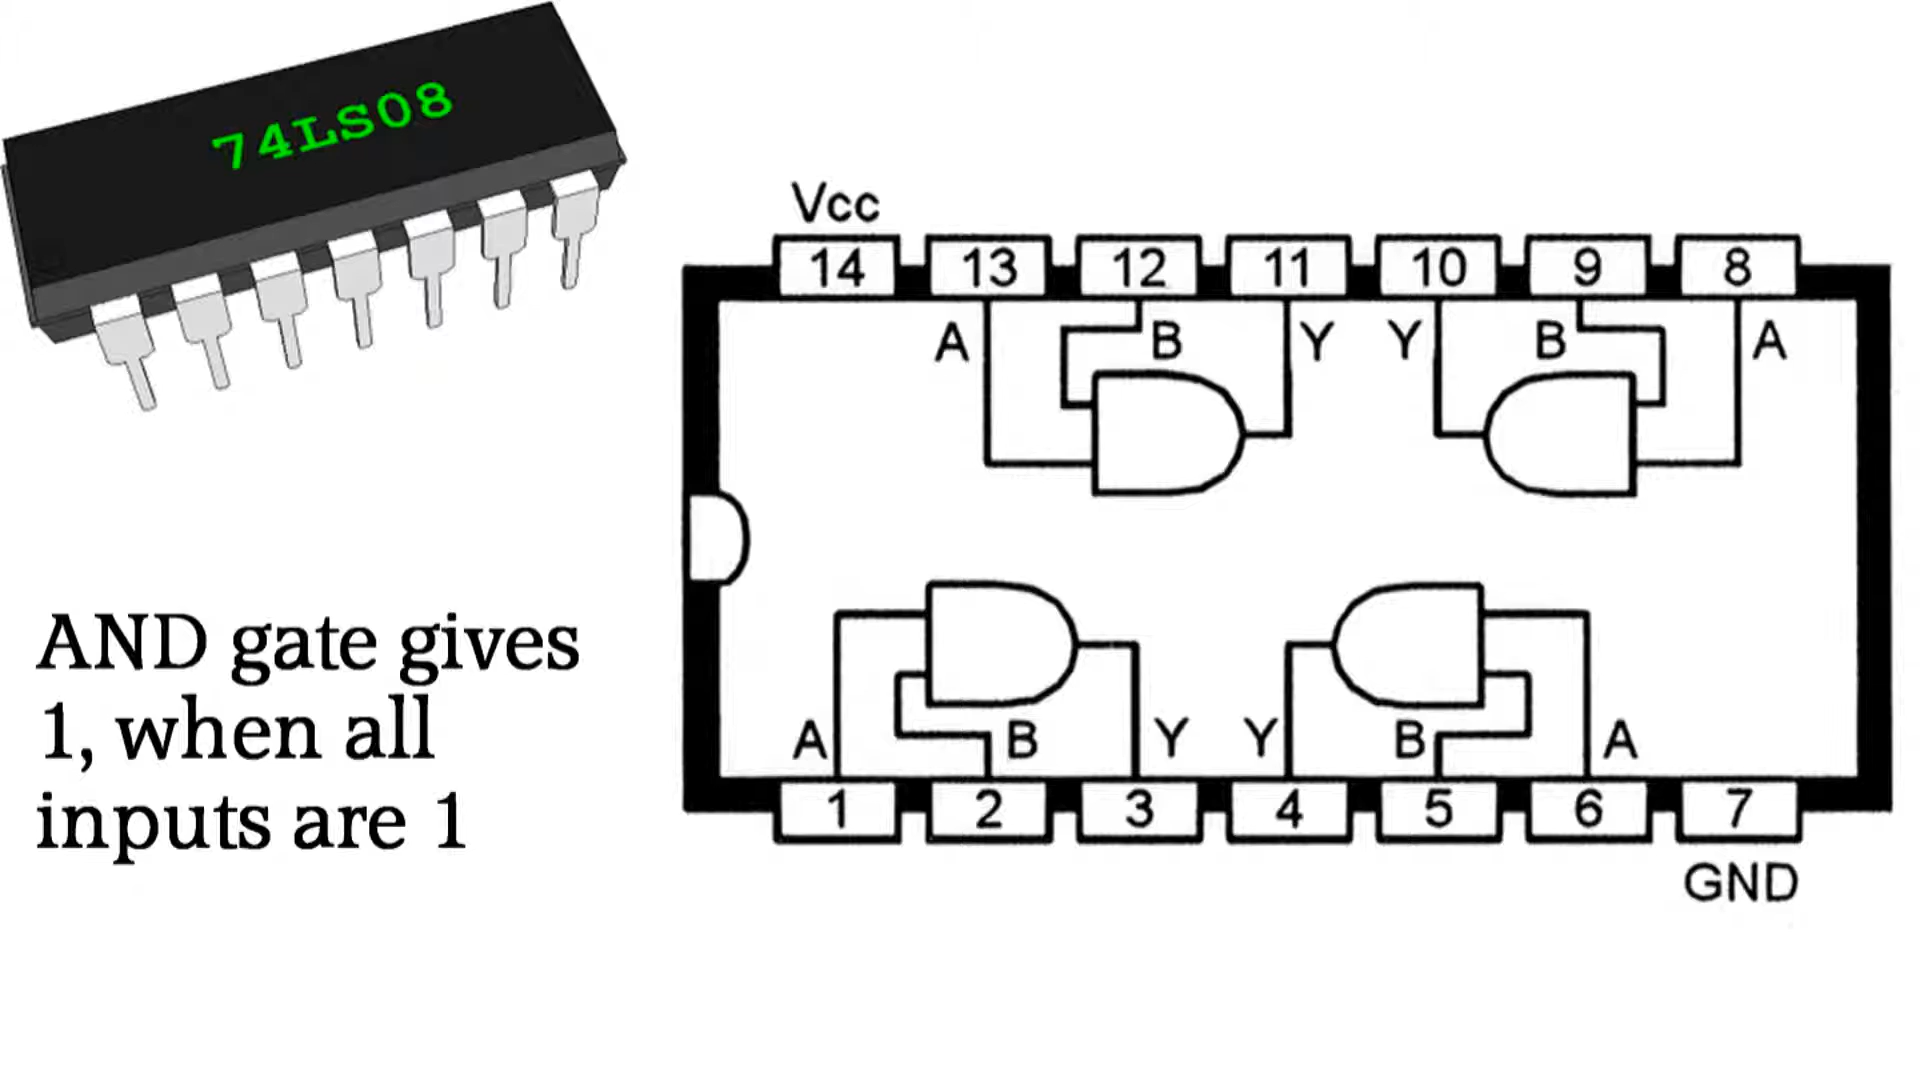 74LS08
Vcc
14 13 12 11 10 9 8
A B Y Y B A
AND gate gives
1, when all
inputs are 1
A B Y Y B A
1 2 3 4 5 6 7
GND